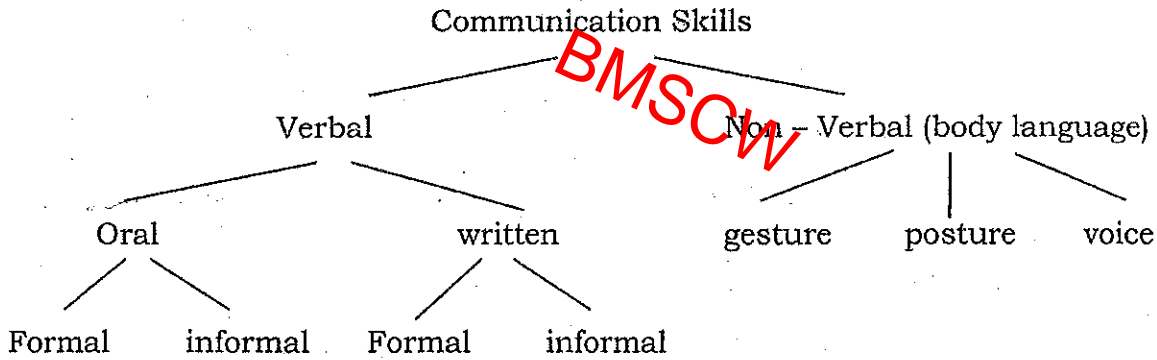 Communication Skills
BMSCW
Verbal Non – Verbal (body language)
Oral written gesture posture voice
Formal informal Formal informal